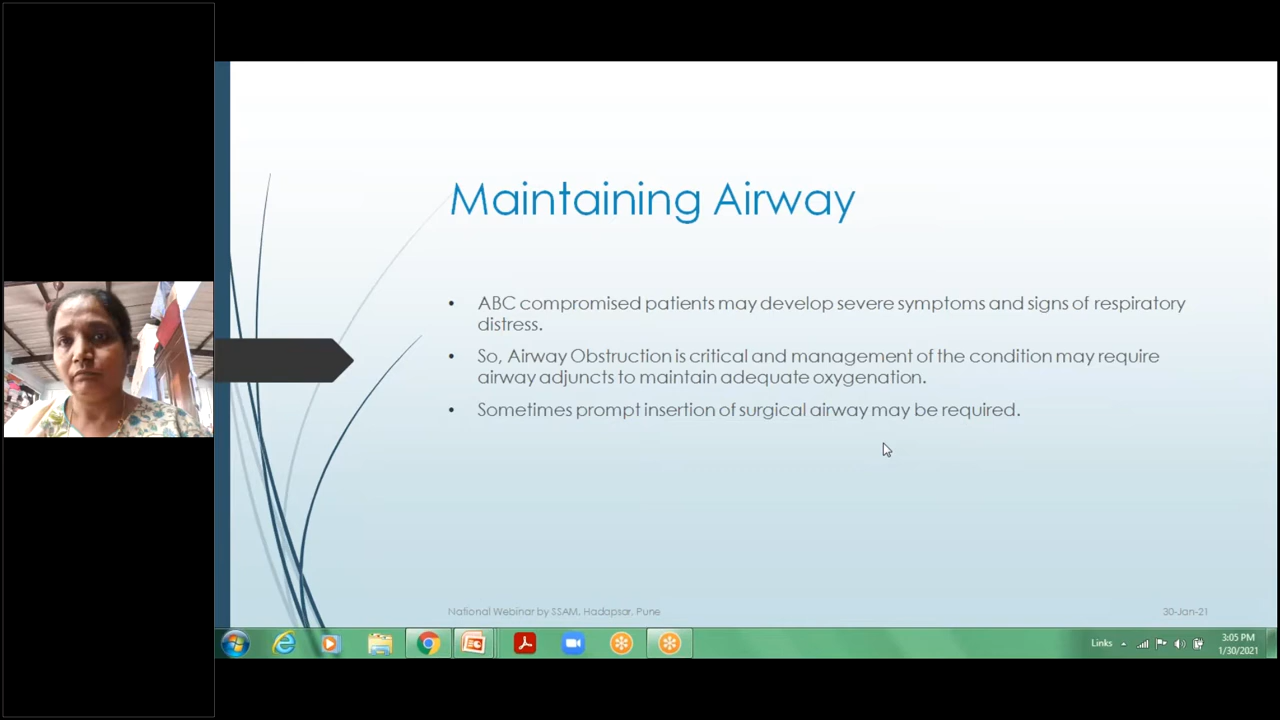 Maintaining Airway
• ABC compromised patients may develop severe symptoms and signs of respiratory
distress.
• So, Airway Obstruction is critical and management of the condition may require
airway adjuncts to maintain adequate oxygenation.
• Sometimes prompt insertion of surgical airway may be required.
National Webinar by SSAM, Hadapsar, Pune
30-Jan-21
Links
3:05 PM
1/30/2021